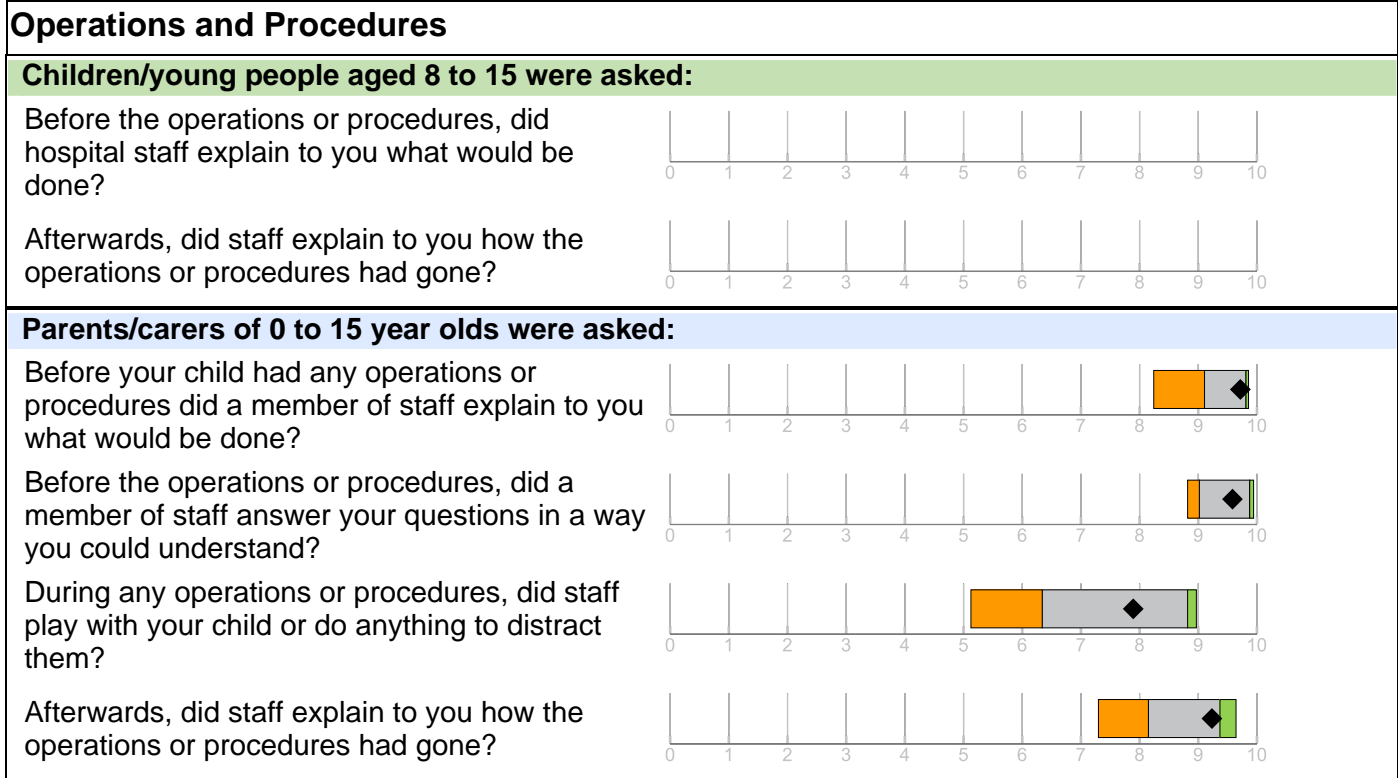 Operations and Procedures
Children/young people aged 8 to 15 were asked:
Before the operations or procedures, did
hospital staff explain to you what would be
done?
0 1 2 3 4 5 6 7 8 9 10
Afterwards, did staff explain to you how the
operations or procedures had gone?
0 1 2 3 4 5 6 7 8 9 10
Parents/carers of 0 to 15 year olds were asked:
Before your child had any operations or
procedures did a member of staff explain to you
what would be done?
0 1 2 3 4 5 6 7 8 9 10
Before the operations or procedures, did a
member of staff answer your questions in a way
you could understand?
0 1 2 3 4 5 6 7 8 9 10
During any operations or procedures, did staff
play with your child or do anything to distract
them?
0 1 2 3 4 5 6 7 8 9 10
Afterwards, did staff explain to you how the
operations or procedures had gone?
0 1 2 3 4 5 6 7 8 9 10